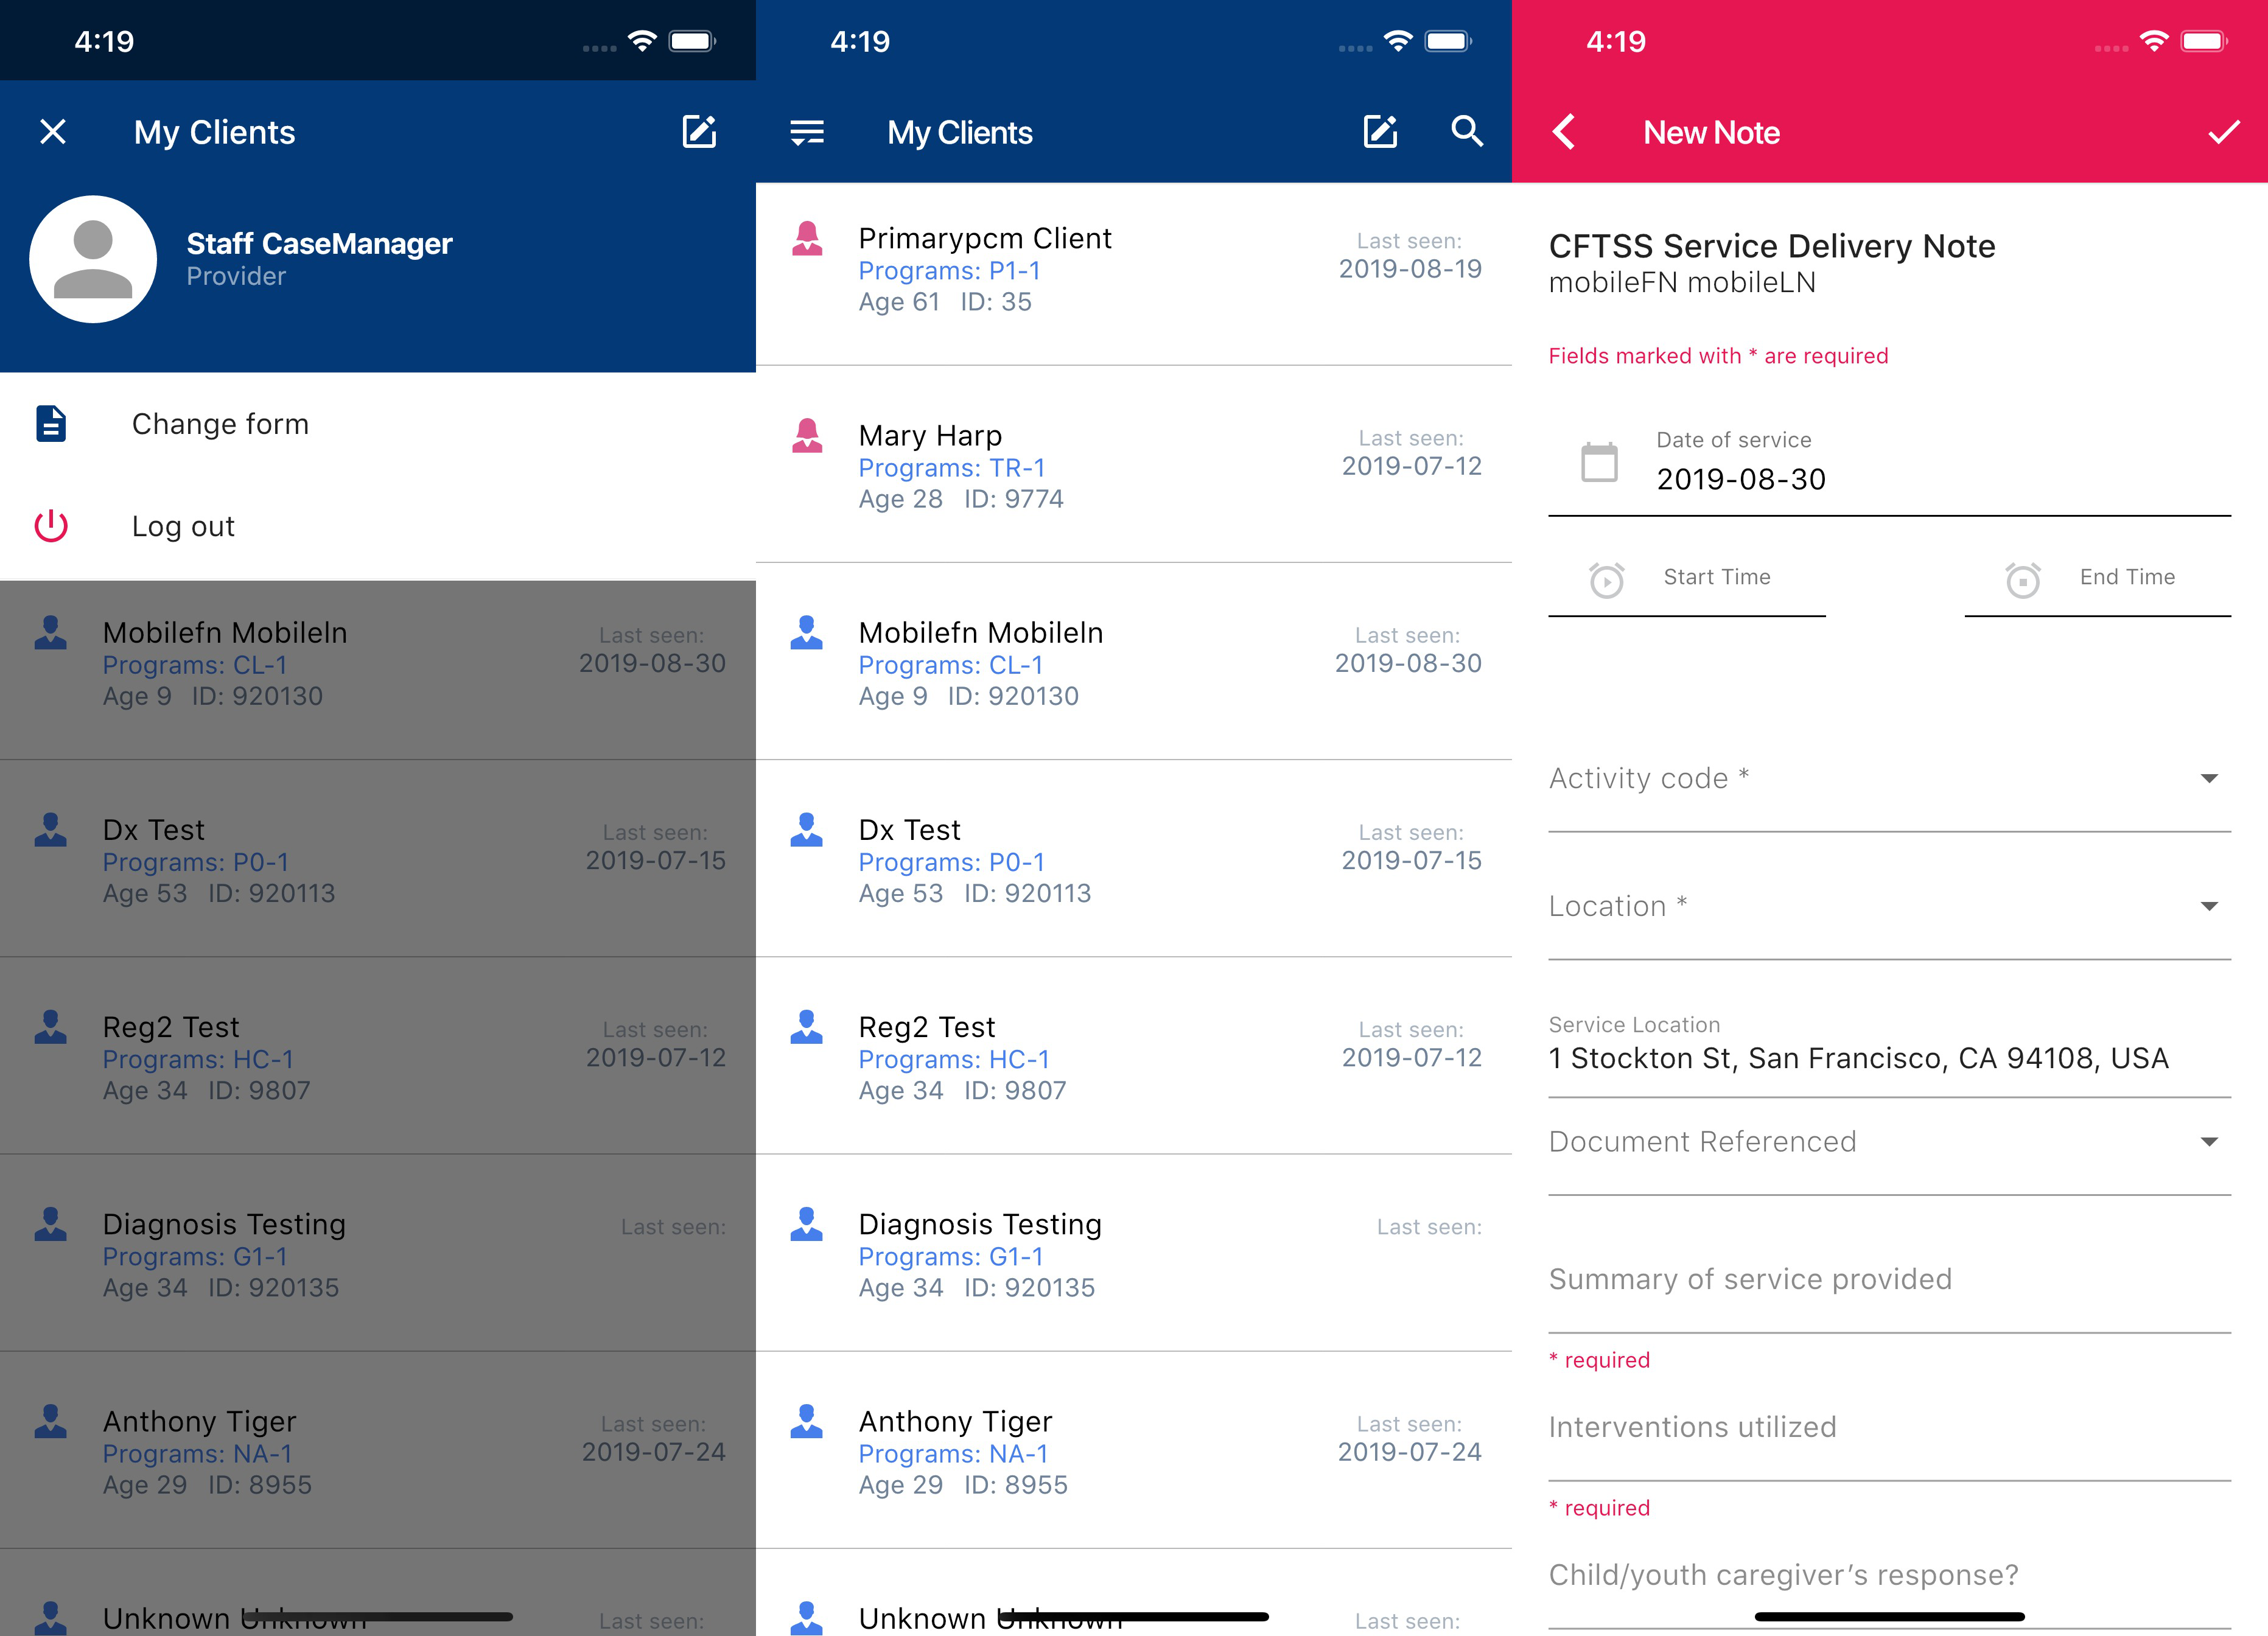 4:19
My Clients
Staff CaseManager
Provider
Change form
Log out
Mobilefn Mobileln
Last seen:
Programs: CL-1
2019-08-30
Age 9 ID: 920130
Dx Test
Last seen:
Programs: P0-1
2019-07-15
Age 53 ID: 920113
Reg2 Test
Last seen:
Programs: HC-1
2019-07-12
Age 34 ID: 9807
Diagnosis Testing
Last seen:
Programs: G1-1
Age 34 ID: 920135
Anthony Tiger
Last seen:
Programs: NA-1
2019-07-24
Age 29 ID: 8955
Unknown Unknown
Last seen:
4:19
My Clients
Primarypcm Client
Last seen:
Programs: P1-1
2019-08-19
Age 61 ID: 35
Mary Harp
Last seen:
Programs: TR-1
2019-07-12
Age 28 ID: 9774
Mobilefn Mobileln
Last seen:
Programs: CL-1
2019-08-30
Age 9 ID: 920130
Dx Test
Last seen:
Programs: P0-1
2019-07-15
Age 53 ID: 920113
Reg2 Test
Last seen:
Programs: HC-1
2019-07-12
Age 34 ID: 9807
Diagnosis Testing
Last seen:
Programs: G1-1
Age 34 ID: 920135
Anthony Tiger
Last seen:
Programs: NA-1
2019-07-24
Age 29 ID: 8955
Unknown Unknown
Last seen:
4:19
New Note
CFTSS Service Delivery Note
mobileFN mobileLN
Fields marked with * are required
Date of service
2019-08-30
Start Time
End Time
Activity code *
Location *
Service Location
1 Stockton St, San Francisco, CA 94108, USA
Document Referenced
Summary of service provided
* required
Interventions utilized
* required
Child/youth caregiver's response?